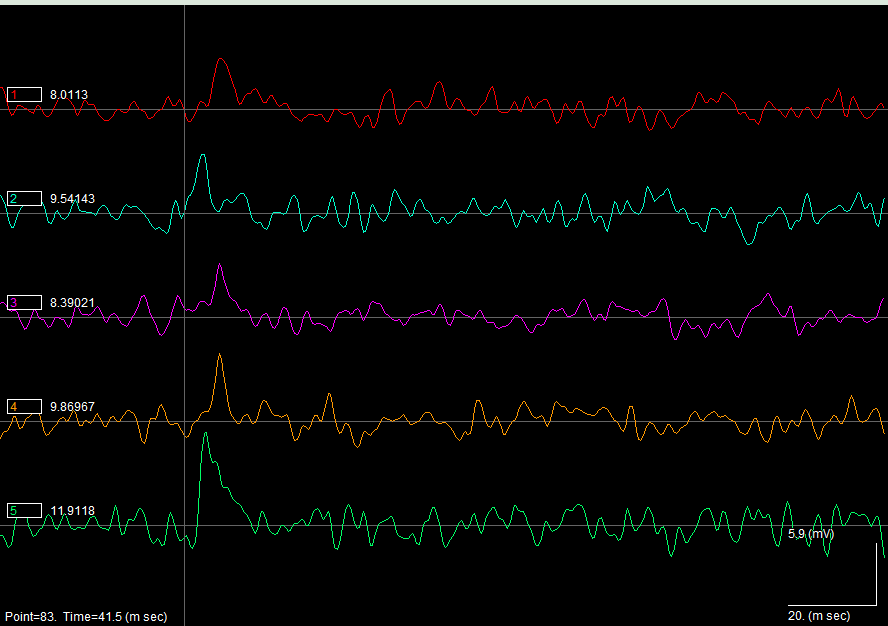 1 8.0113
2 9.54143
3 8.39021
4 9.86967
5 11.9118
5.9 (mV)
Point=83. Time=41.5 (m sec)
20. (m sec)